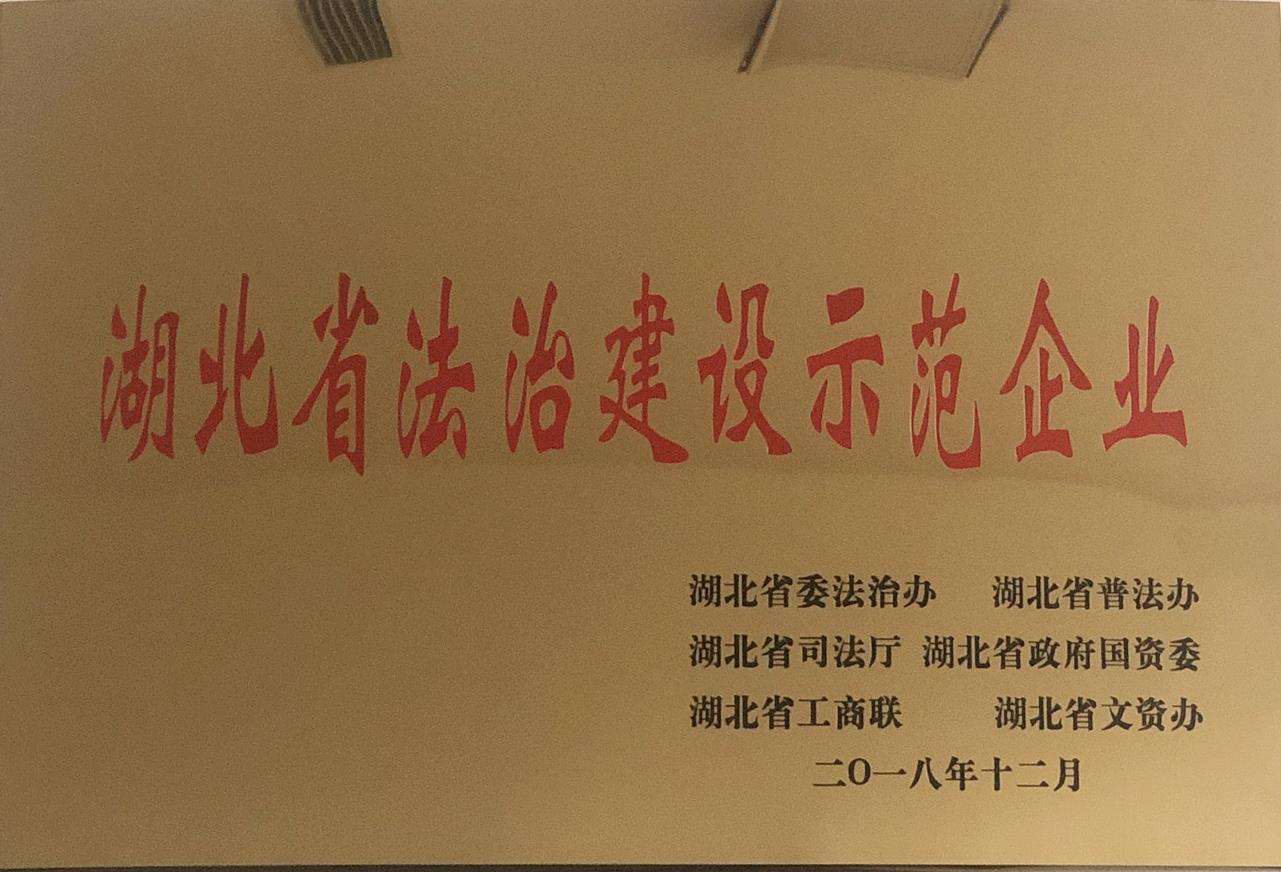 湖北省法治建设示范企业
湖北省委法治办 湖北省普法办
湖北省司法厅 湖北省政府国资委
湖北省工商联 湖北省文资办
二O一八年十二月